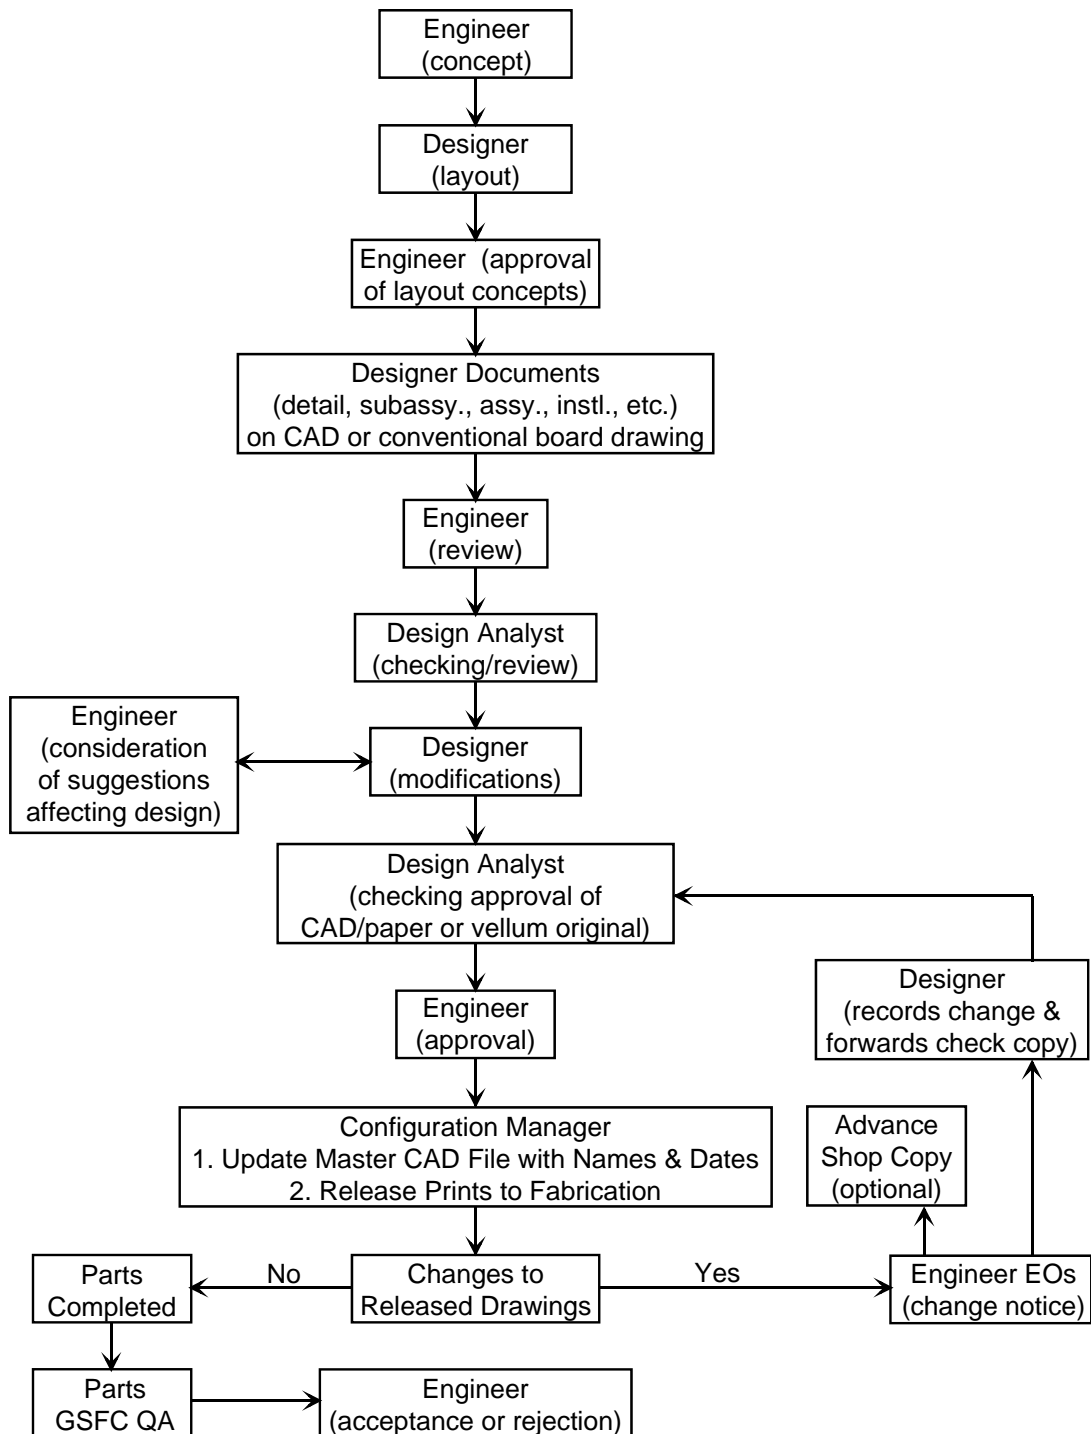 Engineer
(concept)
Designer
(layout)
Engineer (approval
of layout concepts)
Designer Documents
(detail, subassy., assy., instl., etc.)
on CAD or conventional board drawing
Engineer
(review)
Design Analyst
(checking/review)
Engineer
(consideration
of suggestions
affecting design)
Designer
(modifications)
Design Analyst
(checking approval of
CAD/paper or vellum original)
Designer
(records change &
forwards check copy)
Engineer
(approval)
Configuration Manager
1. Update Master CAD File with Names & Dates
2. Release Prints to Fabrication
Advance
Shop Copy
(optional)
Parts
Completed
No
Changes to
Released Drawings
Yes
Engineer EOs
(change notice)
Parts
GSFC QA
Engineer
(acceptance or rejection)